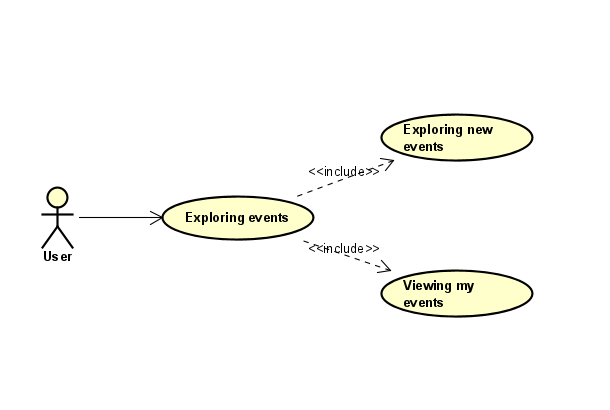 Exploring new
events
<<include>>
Exploring events
User
<<include>>
Viewing my
events